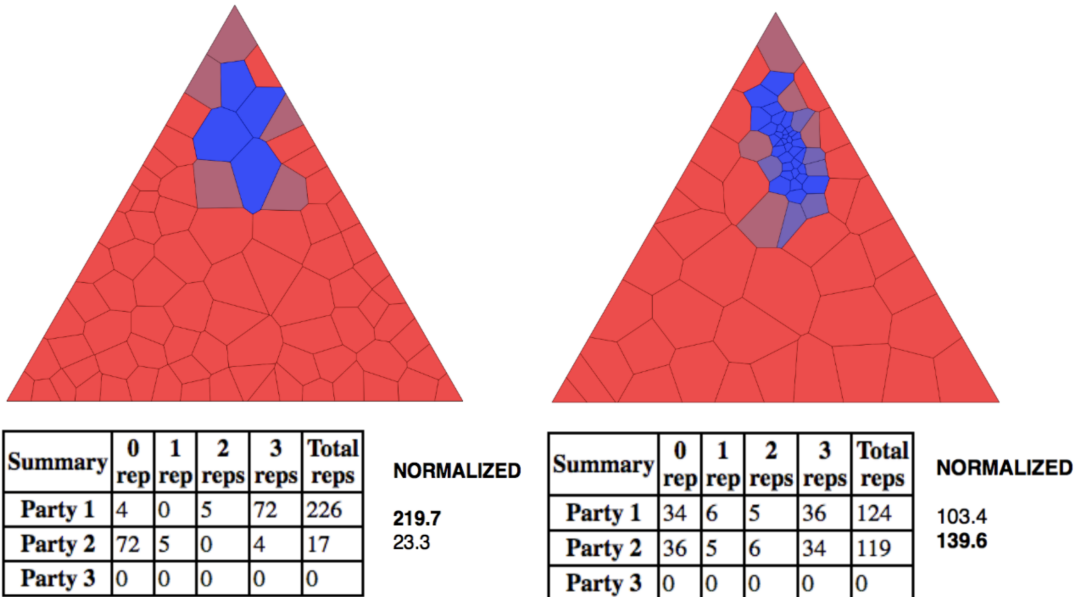 Summary 0 rep 1 rep 2 reps 3 reps Total reps
Party 1 4 0 5 72 226
Party 2 72 5 0 4 17
Party 3 0 0 0 0 0
NORMALIZED
219.7
23.3
Summary 0 rep 1 rep 2 reps 3 reps Total reps
Party 1 34 6 5 36 124
Party 2 36 5 6 34 119
Party 3 0 0 0 0 0
NORMALIZED
103.4
139.6